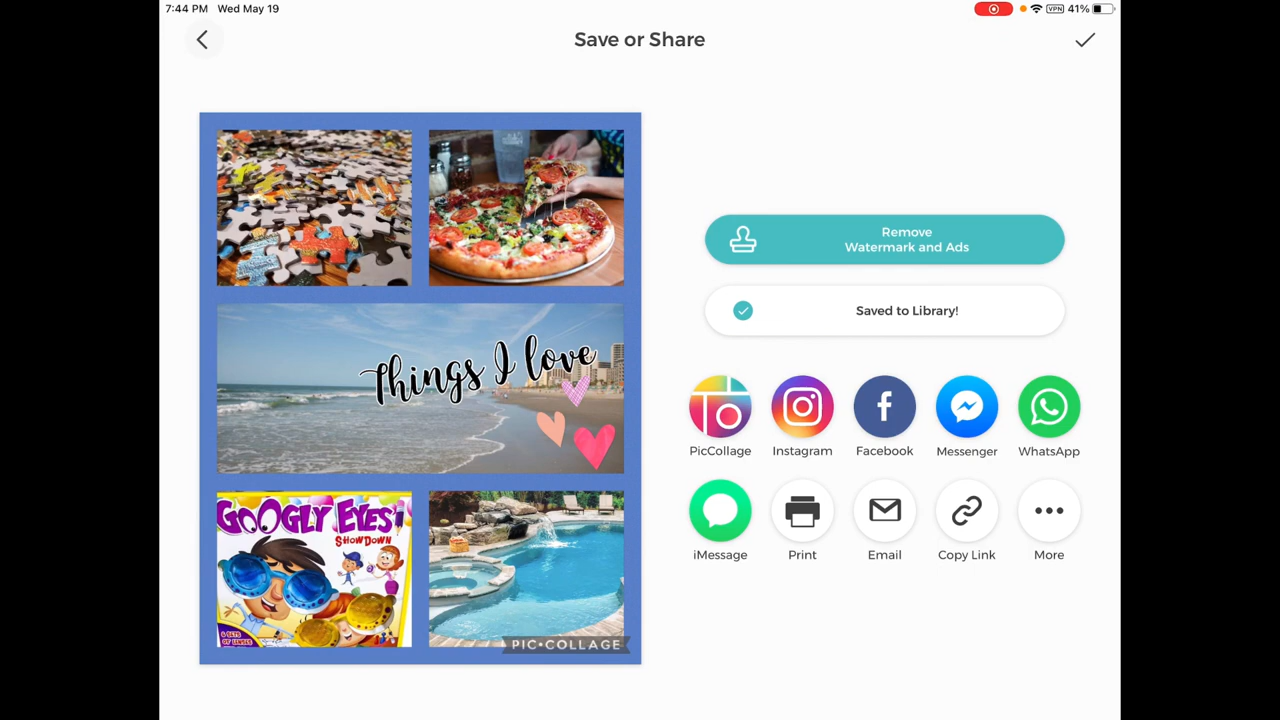 7:44 PM Wed May 19
VPN 41%
Save or Share
Things I love
GOOGLY EYES
SHOWDOWN
PIC•COLLAGE
Remove
Watermark and Ads
Saved to Library!
PicCollage Instagram Facebook Messenger WhatsApp
iMessage Print Email Copy Link More